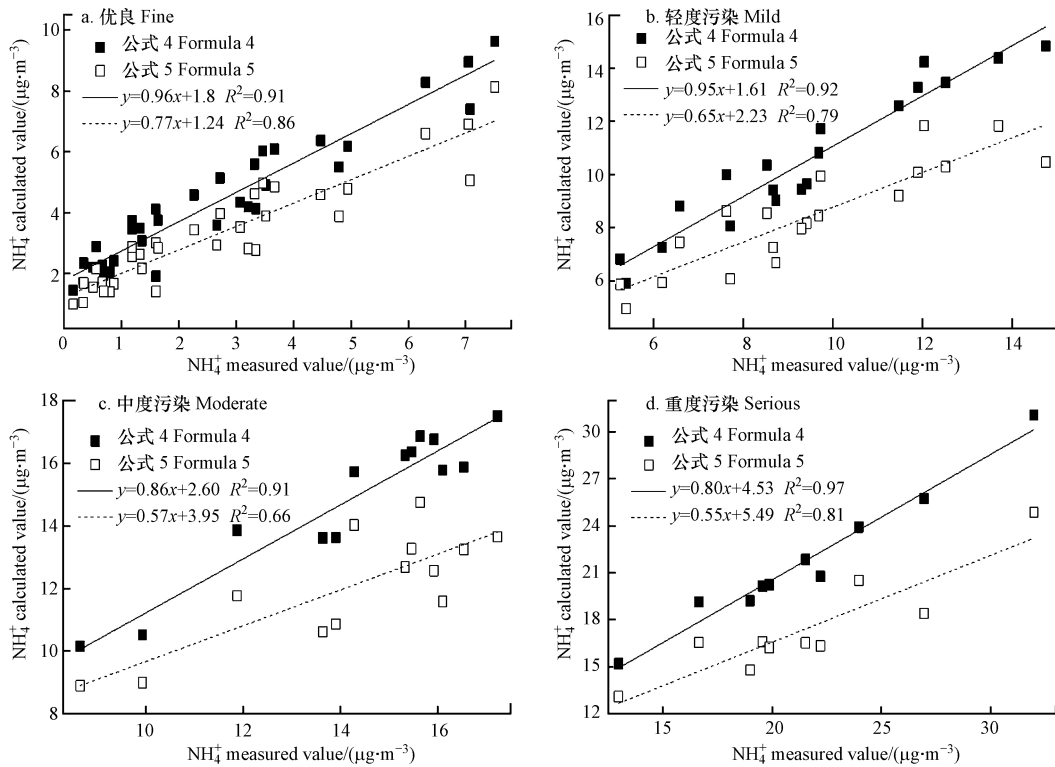 a. 优良 Fine
公式 4 Formula 4
公式 5 Formula 5
y=0.96x+1.8 R²=0.91
y=0.77x+1.24 R²=0.86
NH₄⁺ calculated value/(μg·m⁻³)
10
8
6
4
2
0 1 2 3 4 5 6 7
NH₄⁺ measured value/(μg·m⁻³)
b. 轻度污染 Mild
公式 4 Formula 4
公式 5 Formula 5
y=0.95x+1.61 R²=0.92
y=0.65x+2.23 R²=0.79
NH₄⁺ calculated value/(μg·m⁻³)
16
14
12
10
8
6
6 8 10 12 14
NH₄⁺ measured value/(μg·m⁻³)
c. 中度污染 Moderate
公式 4 Formula 4
公式 5 Formula 5
y=0.86x+2.60 R²=0.91
y=0.57x+3.95 R²=0.66
NH₄⁺ calculated value/(μg·m⁻³)
18
16
14
12
10
8
10 12 14 16
NH₄⁺ measured value/(μg·m⁻³)
d. 重度污染 Serious
公式 4 Formula 4
公式 5 Formula 5
y=0.80x+4.53 R²=0.97
y=0.55x+5.49 R²=0.81
NH₄⁺ calculated value/(μg·m⁻³)
30
27
24
21
18
15
12
15 20 25 30
NH₄⁺ measured value/(μg·m⁻³)